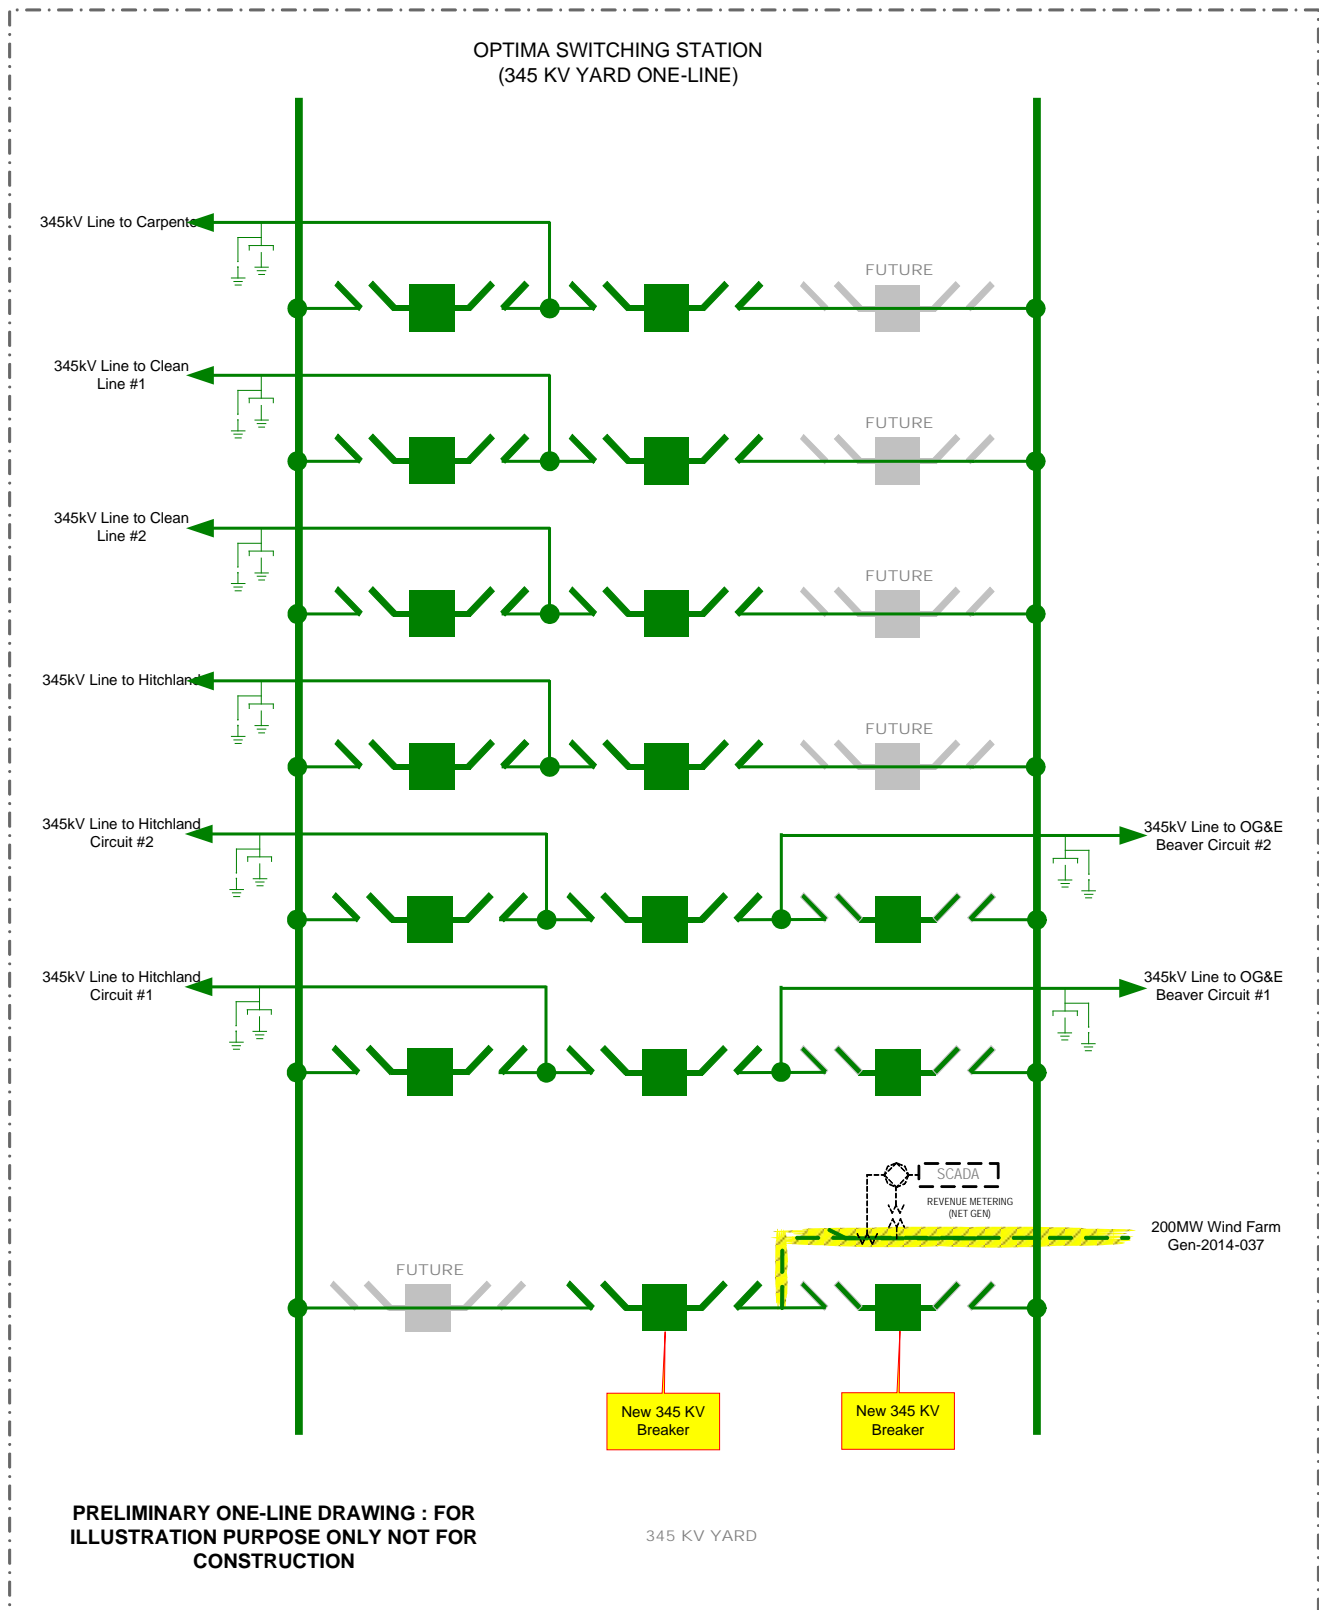 OPTIMA SWITCHING STATION
(345 KV YARD ONE-LINE)
345kV Line to Carpente
FUTURE
345kV Line to Clean
Line #1
FUTURE
345kV Line to Clean
Line #2
FUTURE
345kV Line to Hitchland
FUTURE
345kV Line to Hitchland
Circuit #2
345kV Line to OG&E
Beaver Circuit #2
345kV Line to Hitchland
Circuit #1
345kV Line to OG&E
Beaver Circuit #1
SCADA
REVENUE METERING
(NET GEN)
200MW Wind Farm
Gen-2014-037
FUTURE
New 345 KV
Breaker
New 345 KV
Breaker
PRELIMINARY ONE-LINE DRAWING : FOR
ILLUSTRATION PURPOSE ONLY NOT FOR
CONSTRUCTION
345 KV YARD